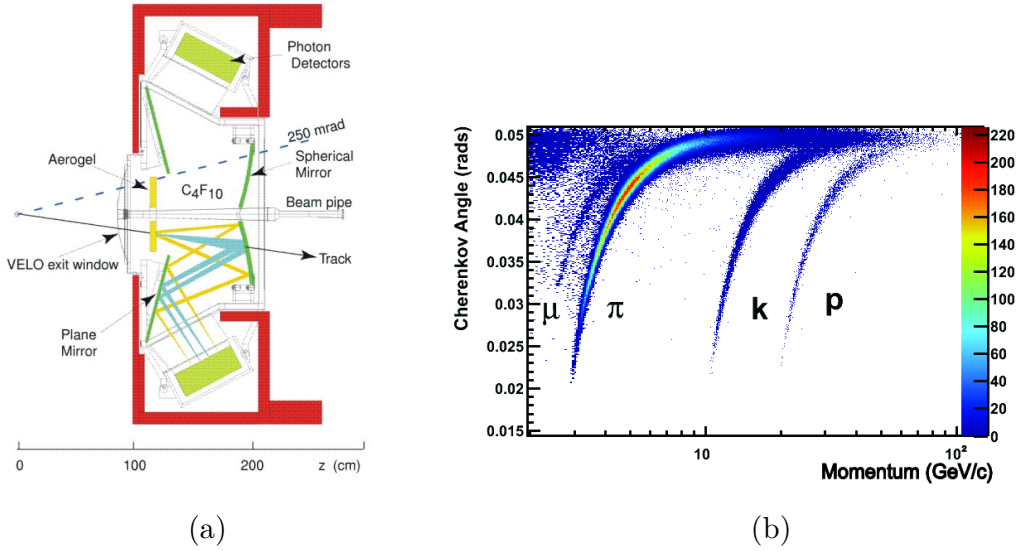 Photon
Detectors
250 mrad
Aerogel
C₄F₁₀
Spherical
Mirror
Beam pipe
VELO exit window
Track
Plane
Mirror
0 100 200 z (cm)
(a)
Cherenkov Angle (rads)
0.05
0.045
0.04
0.035
0.03
0.025
0.02
0.015
μ π k p
10 10²
Momentum (GeV/c)
220
200
180
160
140
120
100
80
60
40
20
0
(b)